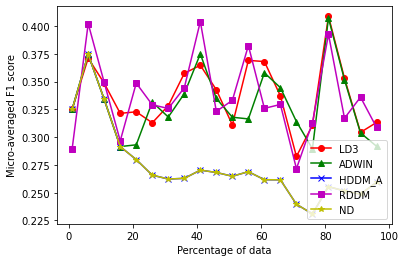 Micro-averaged F1 score
0.400
0.375
0.350
0.325
0.300
0.275
0.250
0.225
0
20
40
60
80
100
Percentage of data
LD3
ADWIN
HDDM_A
RDDM
ND